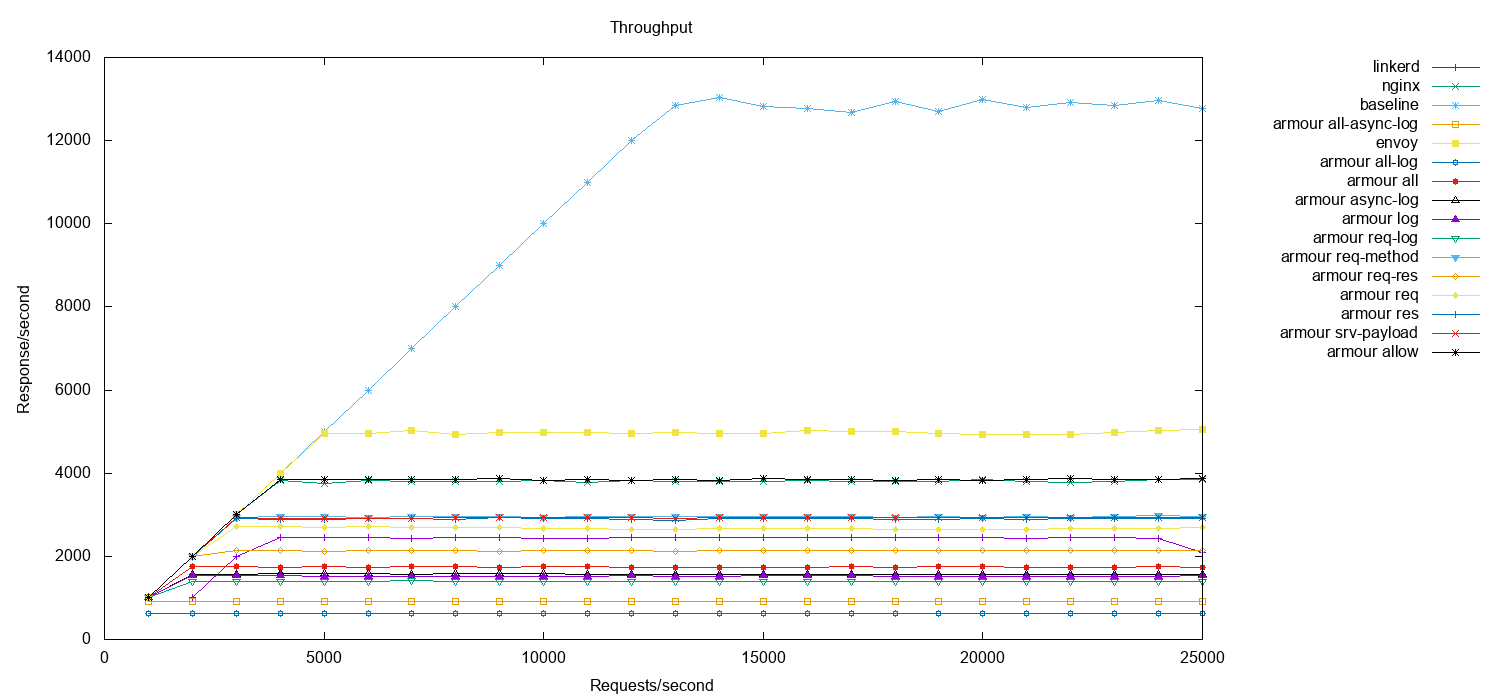 Throughput
14000
12000
10000
8000
6000
4000
2000
0
Response/second
0 5000 10000 15000 20000 25000
Requests/second
linkerd
nginx
baseline
armour all-async-log
envoy
armour all-log
armour all
armour async-log
armour log
armour req-log
armour req-method
armour req-res
armour req
armour res
armour srv-payload
armour allow